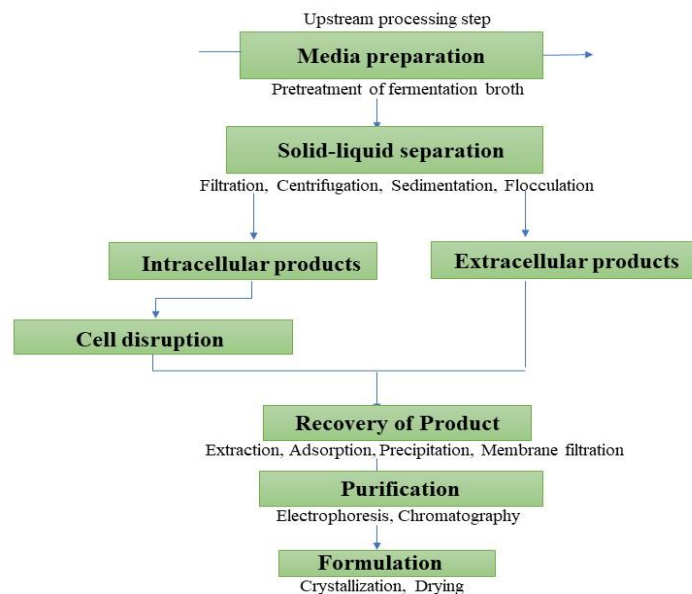 Upstream processing step
Media preparation
Pretreatment of fermentation broth
Solid-liquid separation
Filtration, Centrifugation, Sedimentation, Flocculation
Intracellular products
Extracellular products
Cell disruption
Recovery of Product
Extraction, Adsorption, Precipitation, Membrane filtration
Purification
Electrophoresis, Chromatography
Formulation
Crystallization, Drying